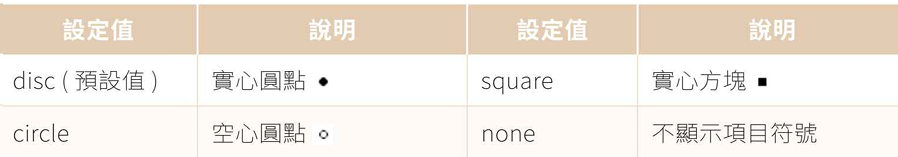 設定值 說明 設定值 說明
disc ( 預設值 ) 實心圓點 ● square 實心方塊 ■
circle 空心圓點 ○ none 不顯示項目符號